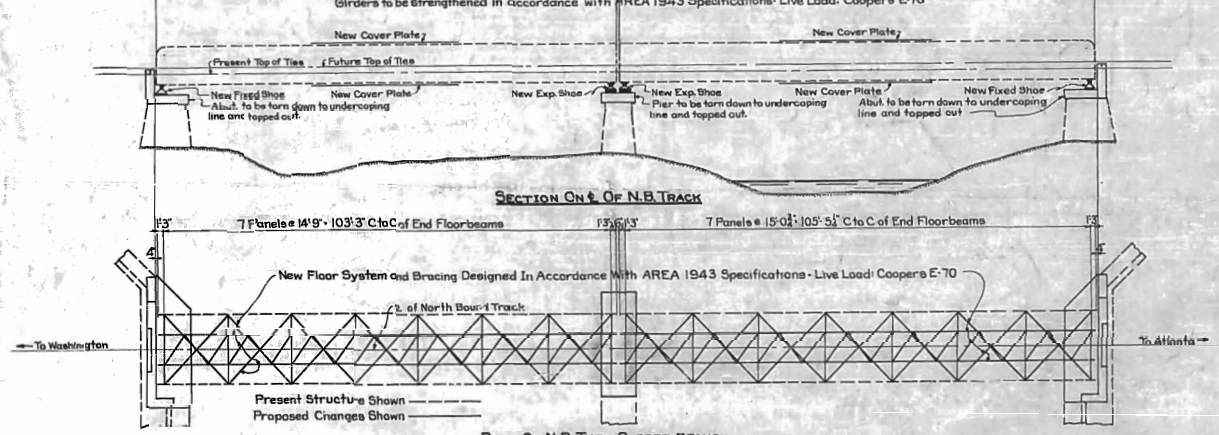 Girders to be Strengthened in accordance with AREA 1943 Specifications - Live Load: Coopers E-70
New Cover Plate
New Cover Plate
Present Top of Ties
Future Top of Ties
New Fixed Shoe
New Cover Plate
New Exp. Shoe
New Exp. Shoe
New Cover Plate
New Fixed Shoe
Abut. to be torn down to undercoping
line and topped out.
Pier to be torn down to undercoping
line and topped out.
Abut. to be torn down to undercoping
line and topped out
SECTION ON ℄ OF N.B. TRACK
1'3"
7 Panels @ 14'9" = 103'-3" C to C of End Floorbeams
1'3"
6"
1'3"
7 Panels @ 15'-0¾" = 105'-5¼" C to C of End Floorbeams
1'3"
4'
4'
New Floor System and Bracing Designed In Accordance With AREA 1943 Specifications - Live Load: Coopers E-70
℄ of North Bound Track
To Washington
To Atlanta
Present Structure Shown
Proposed Changes Shown